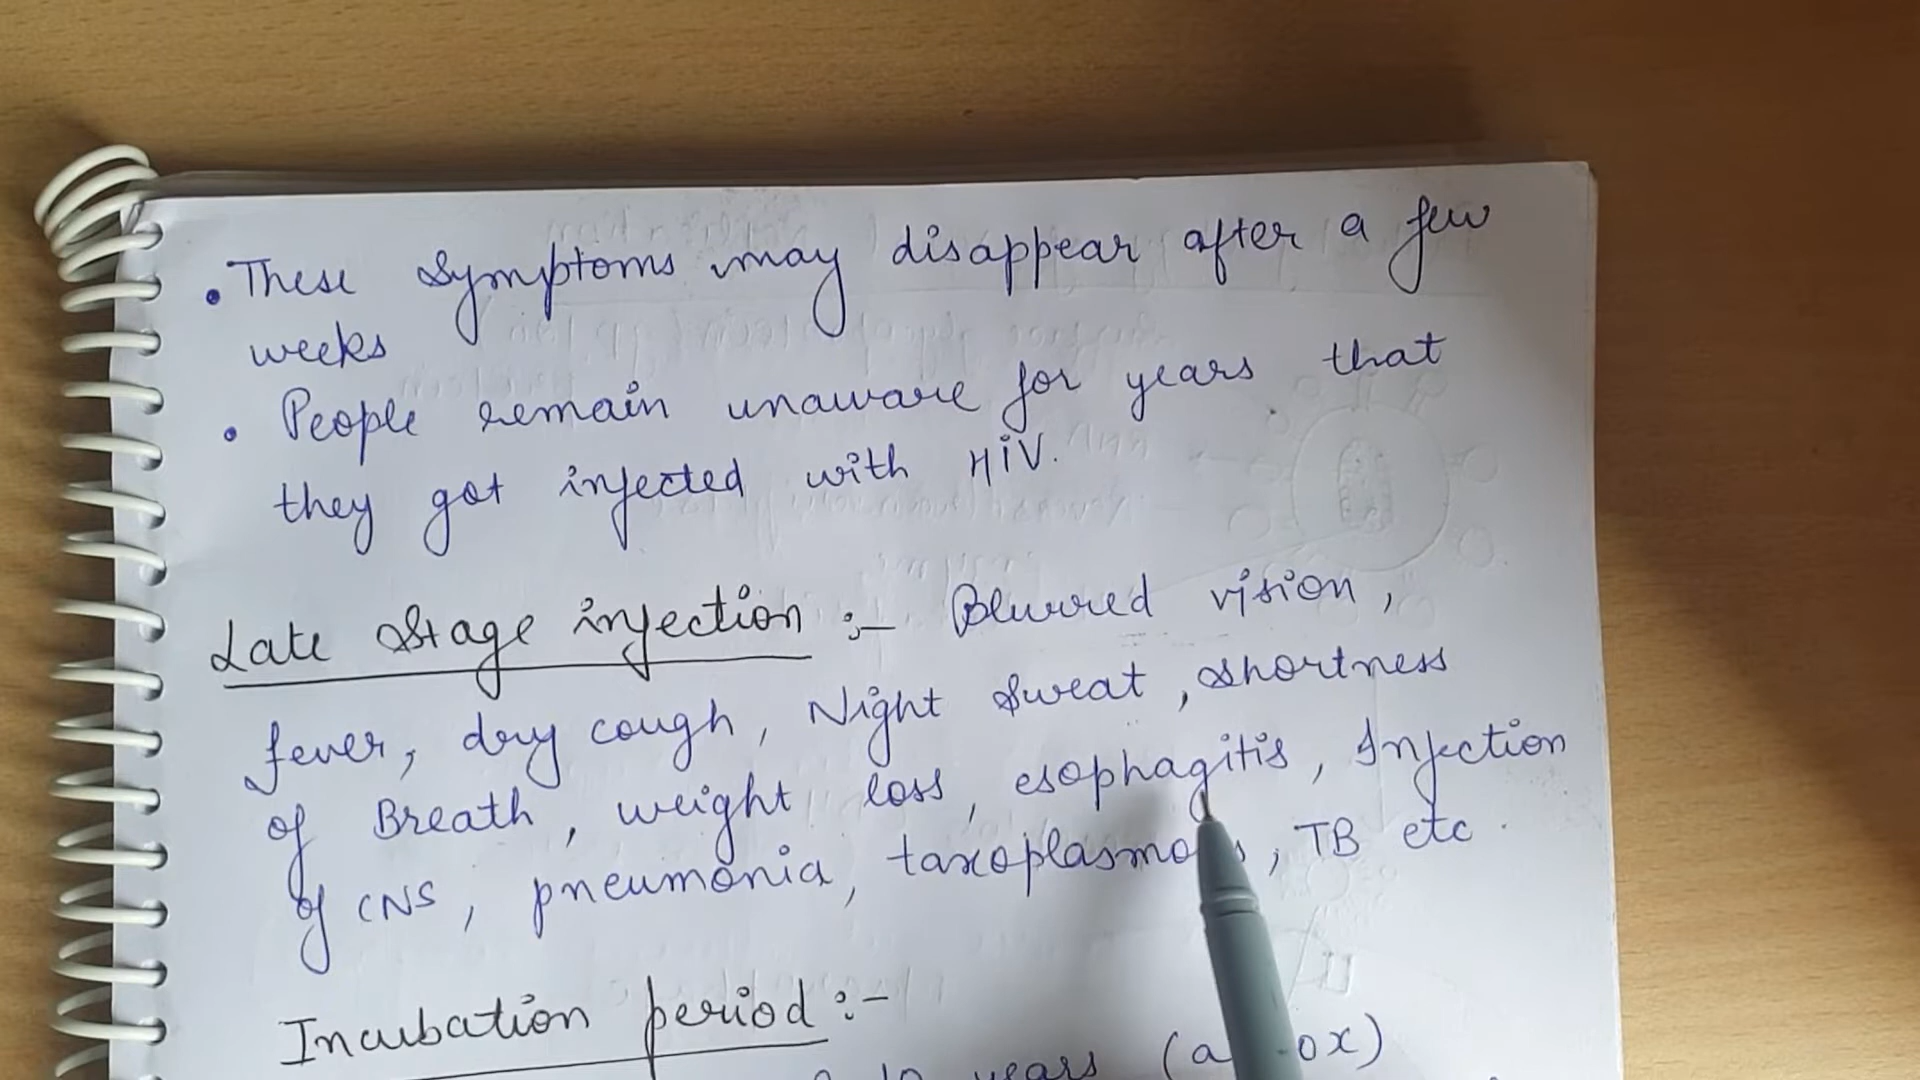 • These symptoms may disappear after a few
weeks
• People remain unaware for years that
they got infected with HiV.
Late stage infection :- Blurred vision,
fever, dry cough, Night Sweat, shortness
of Breath, weight loss, esophagitis, Infection
of CNS, pneumonia, , TB etc.
Incubation period :-
10 years